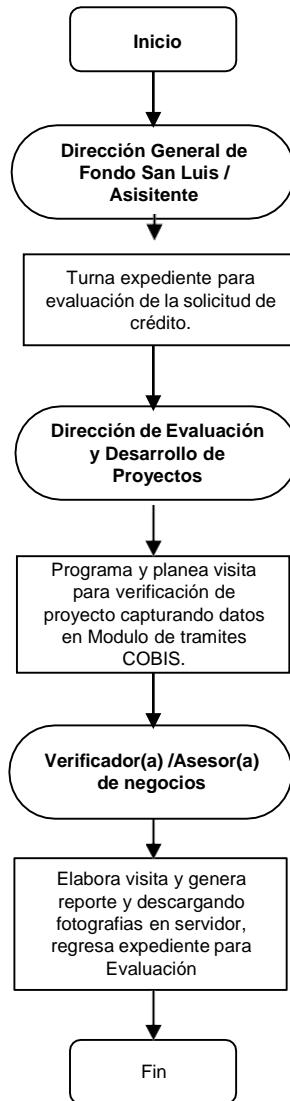 Inicio
Dirección General de
Fondo San Luis /
Asisitente
Turna expediente para
evaluación de la solicitud de
crédito.
Dirección de Evaluación
y Desarrollo de
Proyectos
Programa y planea visita
para verificación de
proyecto capturando datos
en Modulo de tramites
COBIS.
Verificador(a) /Asesor(a)
de negocios
Elabora visita y genera
reporte y descargando
fotografias en servidor,
regresa expediente para
Evaluación
Fin